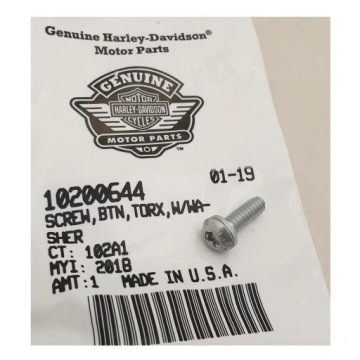 Genuine Harley-Davidson®
Motor Parts
GENUINE
MOTOR
HARLEY-DAVIDSON
CYCLES
MOTOR PARTS
01-19
10200644
SCREW,BTN,TORX,W/WA-
SHER
CT: 102A1
MYI: 2018
AMT:1 MADE IN U.S.A.